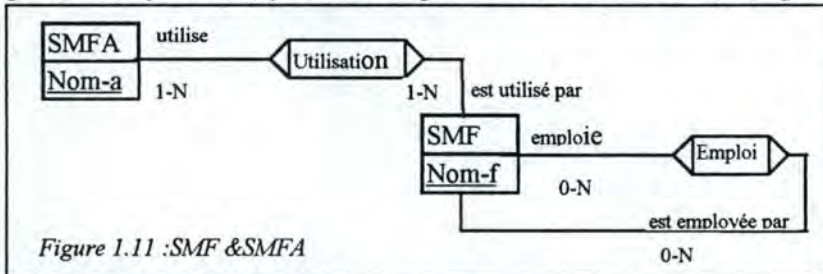 SMFA utilise
Utilisation
Nom-a
1-N 1-N est utilisé par
SMF emploie
Emploi
Nom-f
0-N
est employée par
Figure 1.11 :SMF &SMFA
0-N